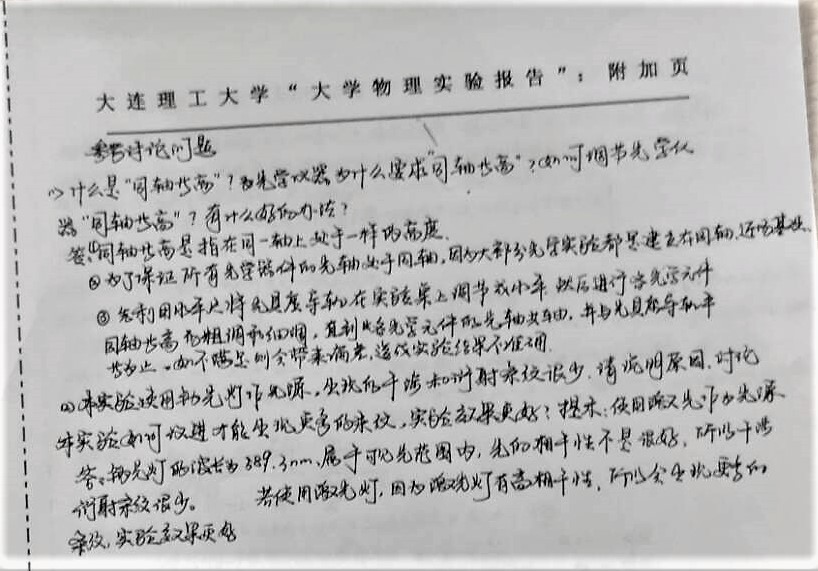 大连理工大学“大学物理实验报告”：附加页
讨论问题
(1) 什么是“同轴共高”？光学仪器为什么要求“同轴共高”？如何调节光学仪
器“同轴共高”？有什么好的办法？
答：①同轴共高是指在同一轴上处于一样的高度.
②为了保证所有光学器件的光轴处于同轴，因为大部分光学实验都是建立在同轴、近场基础.
③先利用水平尺将光具座导轨在实验桌上调节成水平 然后进行各光学元件
同轴共高的粗调和细调，直到各光学元件的光轴共轴，并与光具座导轨平
行为止。如不满足则会带来偏差，造成实验结果不准确.
(2) 本实验使用钠光灯作光源，出现的干涉和衍射条纹很少. 请说明原因. 讨论
本实验如何改进才能出现更多的条纹，实验效果更好？提示：使用激光作为光源
答：钠光灯的波长为589.3nm，属于可见光范围内，光的相干性不是很好，所以干涉
衍射条纹很少。 若使用激光灯，因为激光灯有高相干性，所以会出现更多的
条纹，实验效果更好